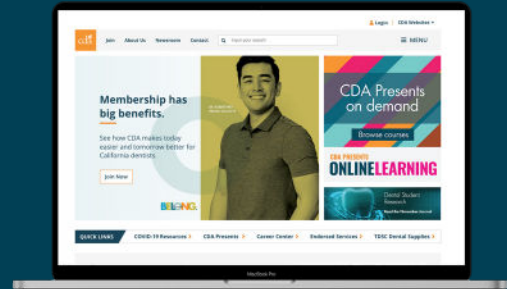 Login | CDA Websites
cda.
Join About Us Newsroom Contact
MENU
Membership has
big benefits.
See how CDA makes today
easier and tomorrow better for
California dentists.
Join Now
BELONG.
CDA Presents
on demand
Browse courses
CDA PRESENTS
ONLINELEARNING
Dental Student
Research
QUICK LINKS COVID-19 Resources CDA Presents Career Center Endorsed Services TDSC Dental Supplies
MacBook Pro